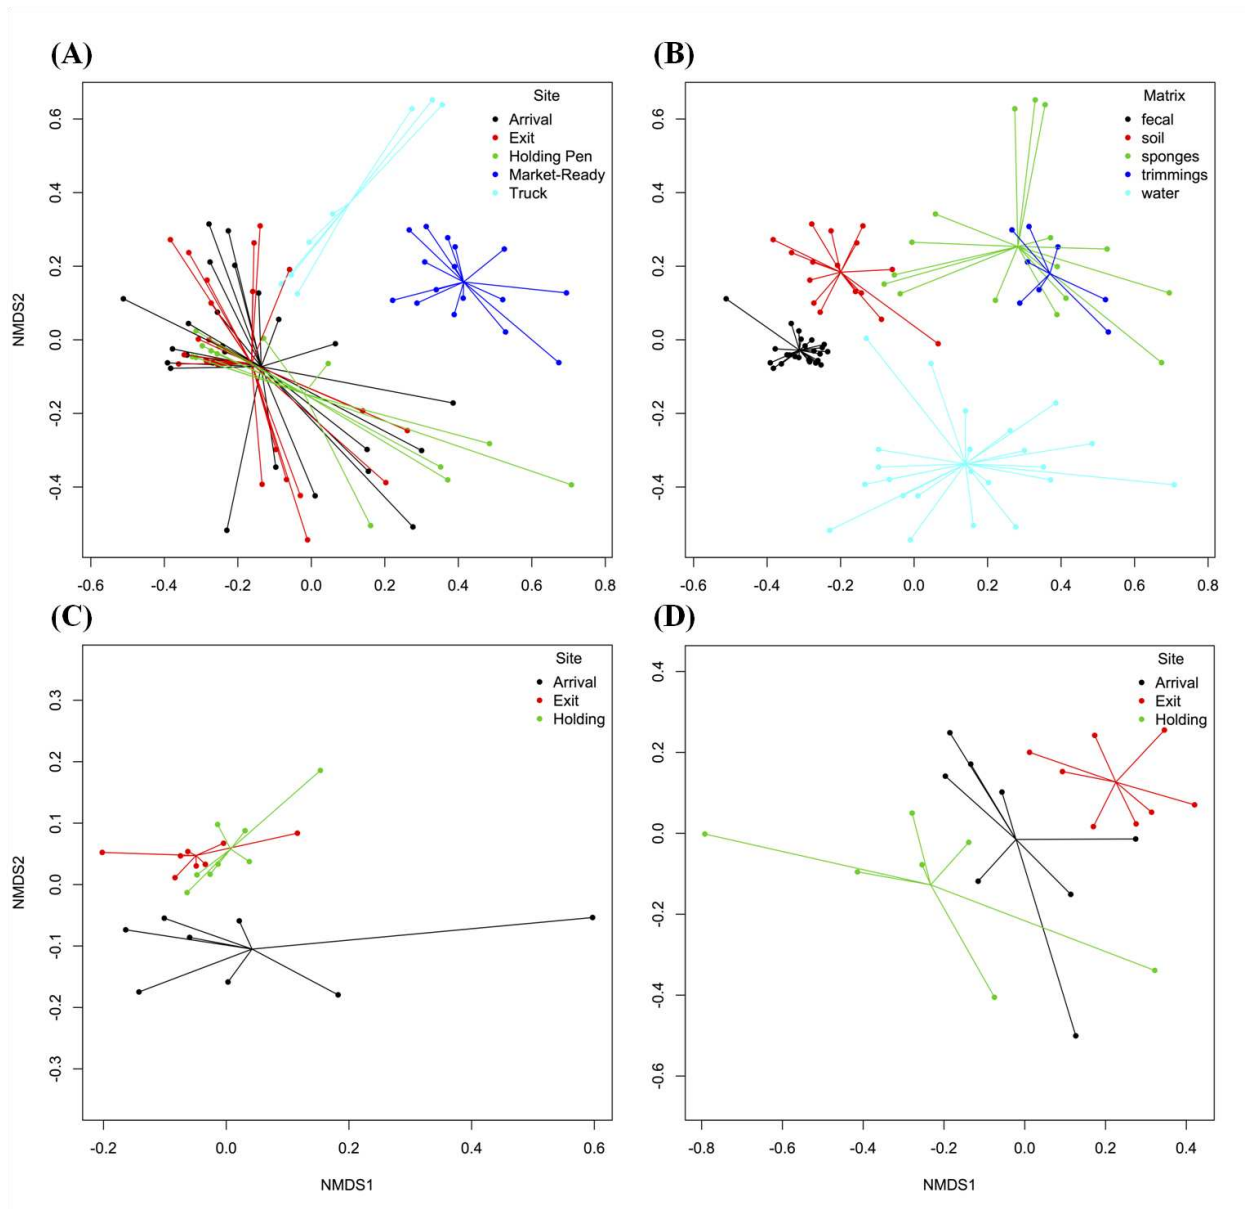 (A)
(B)
Site
Arrival
Exit
Holding Pen
Market-Ready
Truck
NMDS2
0.6
0.4
0.2
0.0
-0.2
-0.4
-0.6 -0.4 -0.2 0.0 0.2 0.4 0.6 0.8
Matrix
fecal
soil
sponges
trimmings
water
0.6
0.4
0.2
0.0
-0.2
-0.4
-0.6 -0.4 -0.2 0.0 0.2 0.4 0.6 0.8
(C)
(D)
Site
Arrival
Exit
Holding
NMDS2
0.3
0.2
0.1
0.0
-0.1
-0.2
-0.3
-0.2 0.0 0.2 0.4 0.6
NMDS1
Site
Arrival
Exit
Holding
0.4
0.2
0.0
-0.2
-0.4
-0.6
-0.8 -0.6 -0.4 -0.2 0.0 0.2 0.4
NMDS1